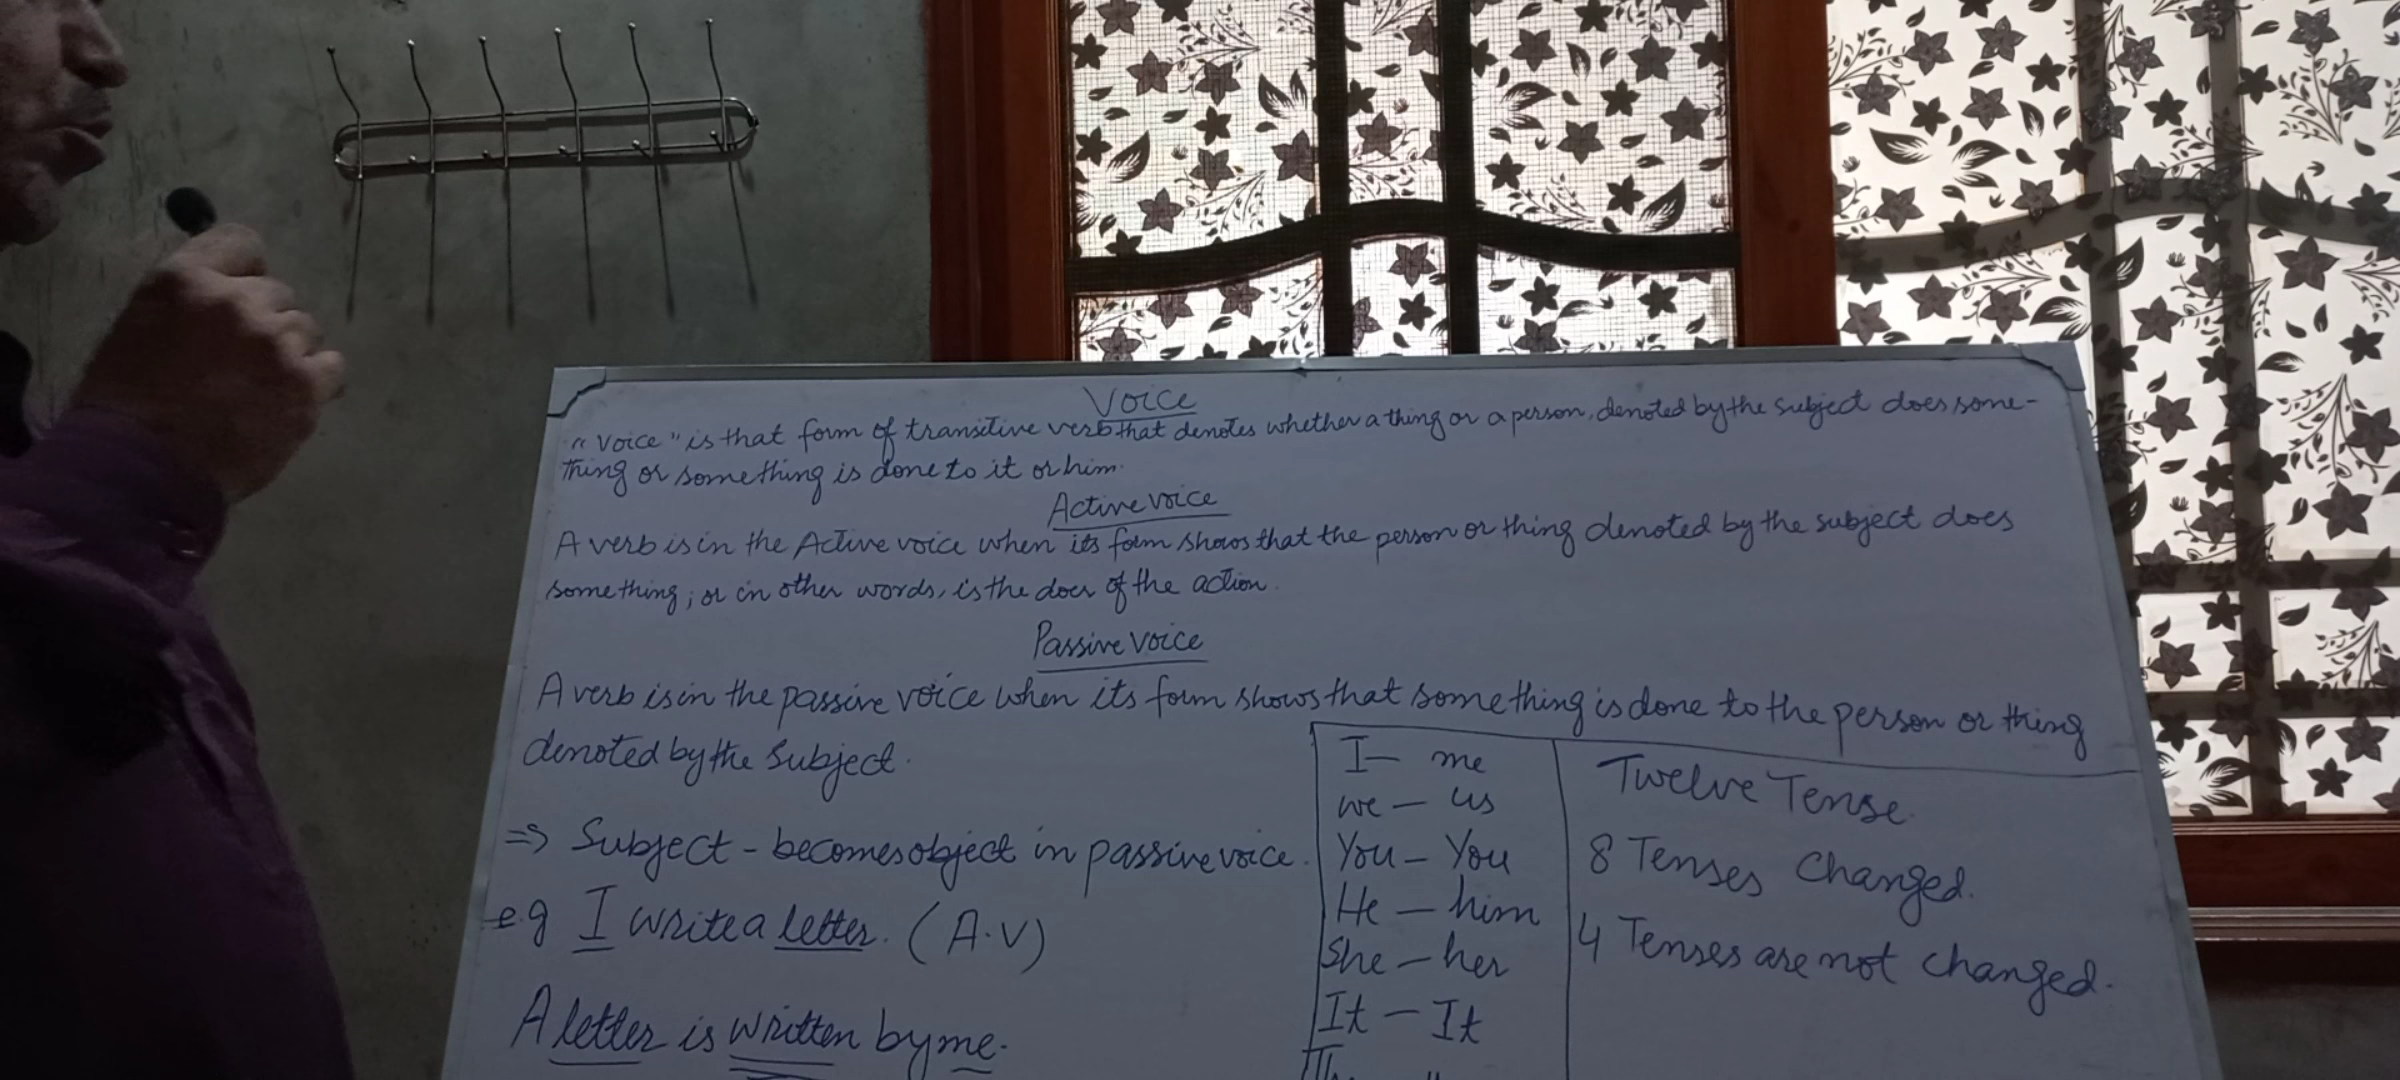 Voice
"Voice" is that form of transitive verb that denotes whether a thing or a person, denoted by the subject does some-
thing or something is done to it or him.
Active voice
A verb is in the Active voice when its form shows that the person or thing denoted by the subject does
something; or in other words, is the doer of the action.
Passive Voice
A verb is in the passive voice when its form shows that something is done to the person or thing
denoted by the Subject.
⇒ Subject - becomes object in passive voice.
e.g I write a letter. (A.V)
A letter is written by me.
I — me
we — us
You — You
He — him
She — her
It — It
Twelve Tense.
8 Tenses Changed.
4 Tenses are not changed.